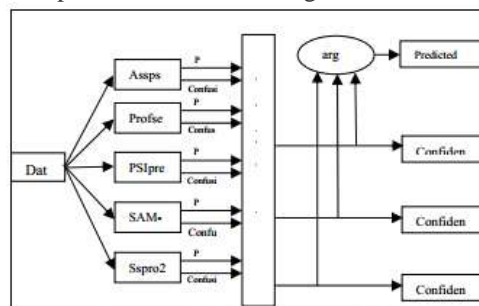 Assps
P
Confusi
Profse
P
Confus
Dat
PSIpre
P
Confusi
SAM-
P
Confu
Sspro2
P
Confusi
arg
Predicted
Confiden
Confiden
Confiden